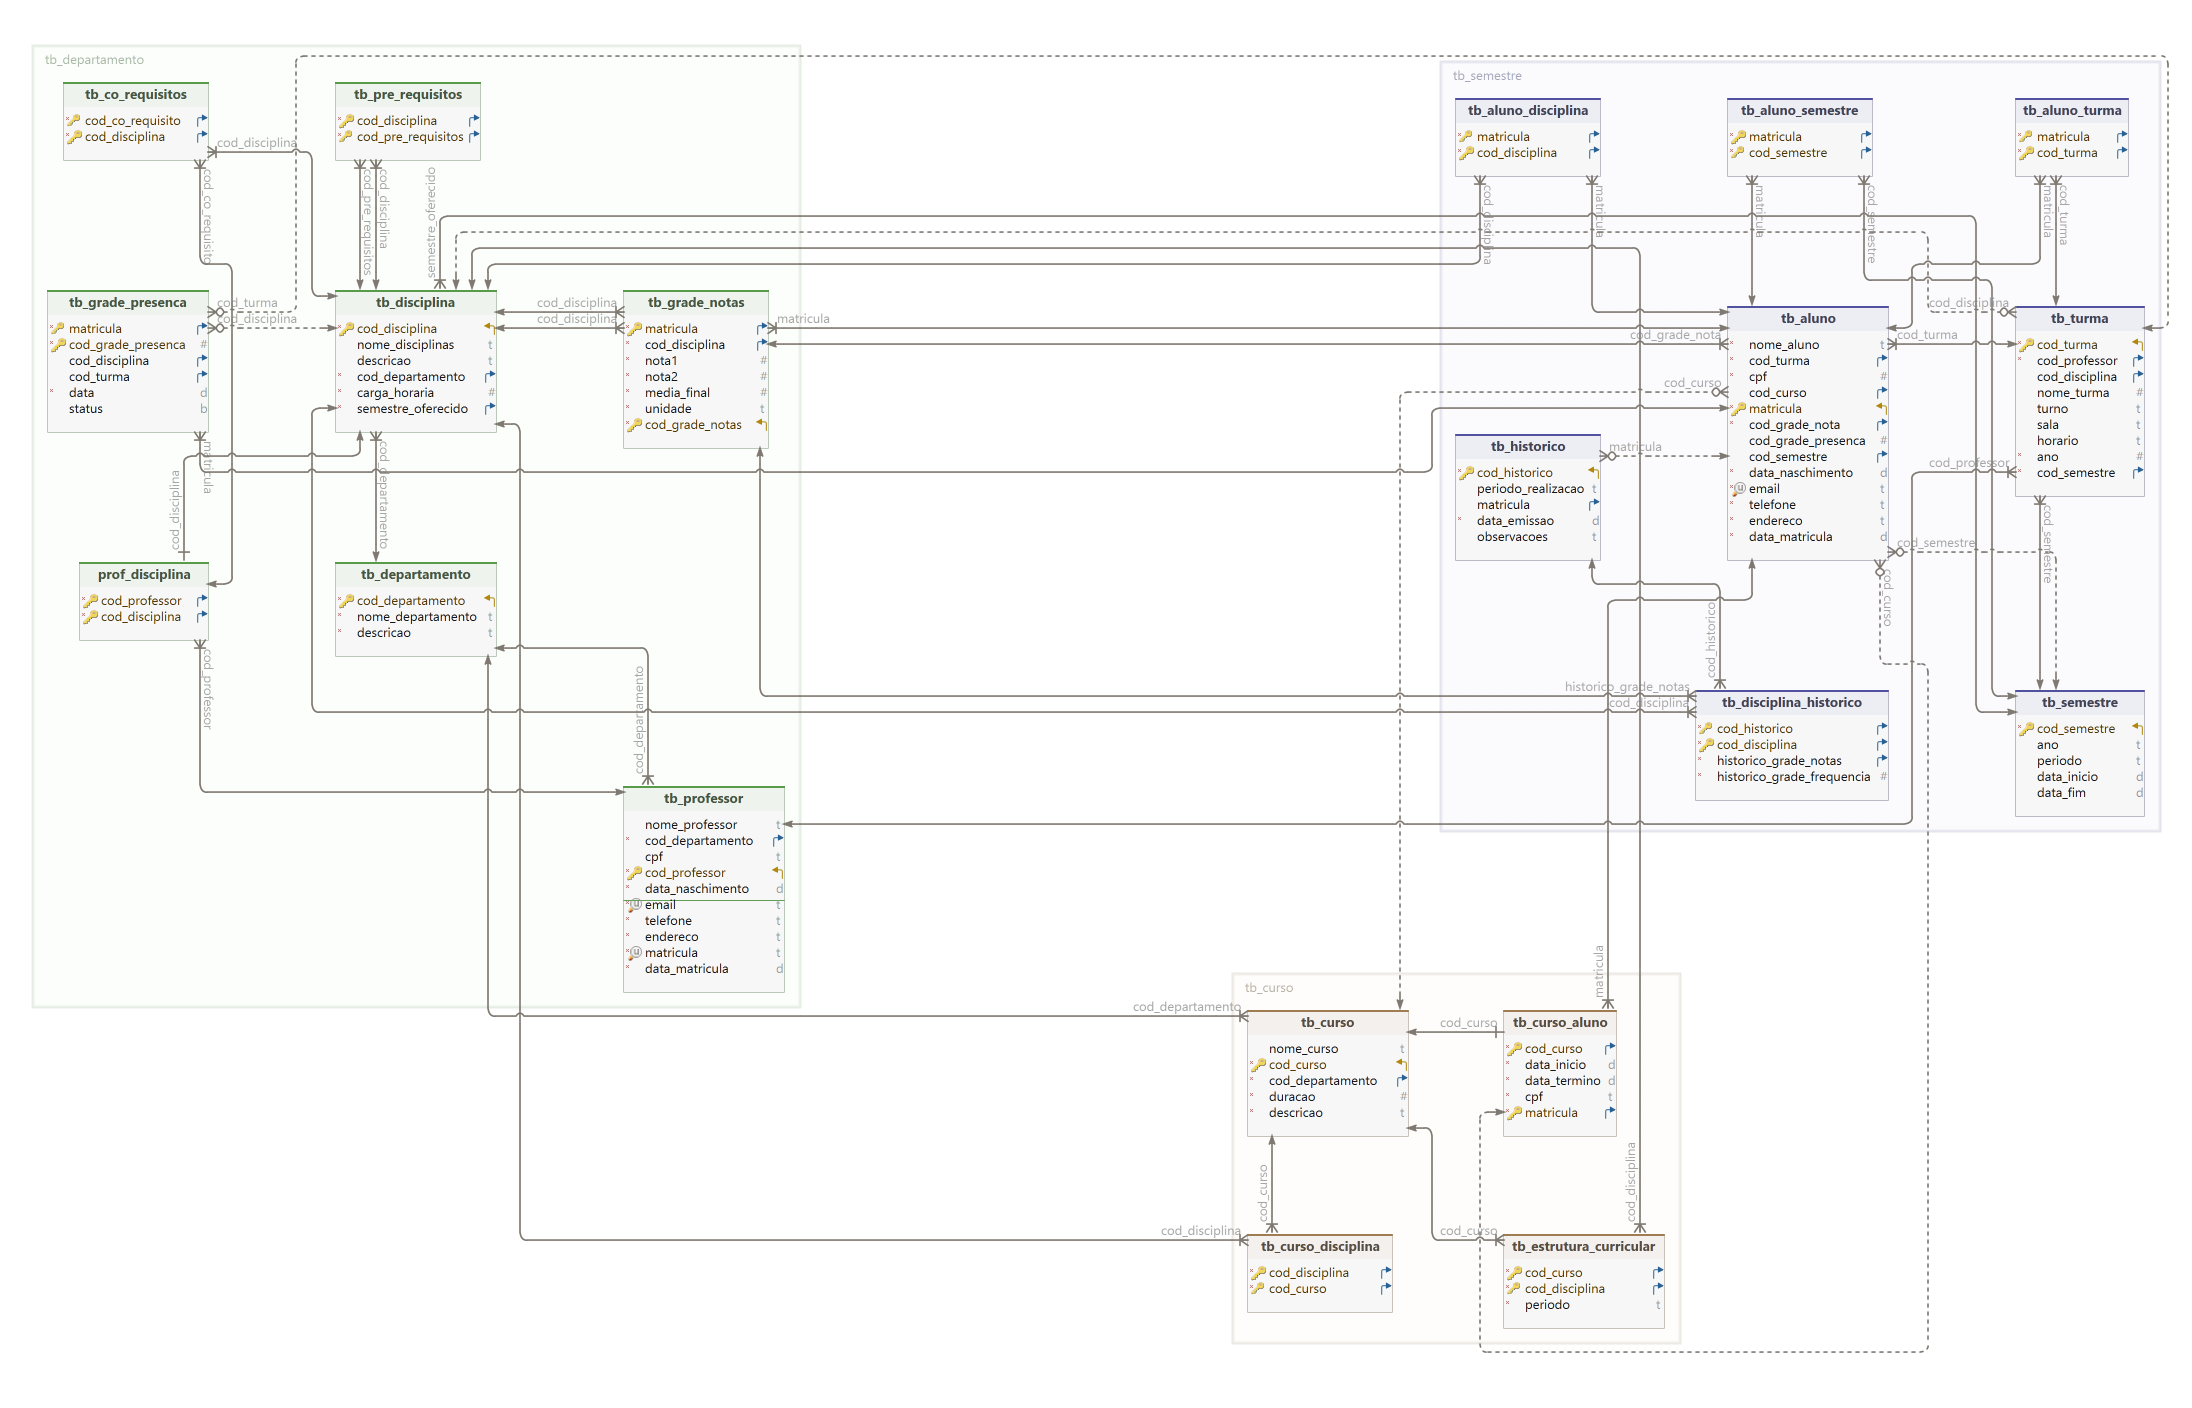 tb_departamento
tb_co_requisitos
cod_co_requisito
cod_disciplina
cod_disciplina
cod_co_requisito
tb_pre_requisitos
cod_disciplina
cod_pre_requisitos
cod_pre_requisitos
cod_disciplina
semestre_oferecido
tb_grade_presenca
matricula
cod_grade_presenca #
cod_disciplina
cod_turma
data d
status b
cod_turma
cod_disciplina
matricula
tb_disciplina
cod_disciplina
nome_disciplinas t
descricao t
cod_departamento
carga_horaria #
semestre_oferecido
cod_departamento
tb_grade_notas
matricula
cod_disciplina
nota1 #
nota2 #
media_final #
unidade t
cod_grade_notas
cod_disciplina
cod_disciplina
matricula
prof_disciplina
cod_professor
cod_disciplina
cod_disciplina
cod_professor
tb_departamento
cod_departamento
nome_departamento t
descricao t
cod_departamento
tb_professor
nome_professor t
cod_departamento
cpf t
cod_professor
data_naschimento d
email t
telefone t
endereco t
matricula t
data_matricula d
tb_semestre
tb_aluno_disciplina
matricula
cod_disciplina
cod_disciplina
matricula
tb_aluno_semestre
matricula
cod_semestre
matricula
cod_semestre
tb_aluno_turma
matricula
cod_turma
matricula
cod_turma
tb_aluno
nome_aluno t
cod_turma
cpf #
cod_curso
matricula
cod_grade_nota
cod_grade_presenca #
cod_semestre
data_naschimento d
email t
telefone t
endereco t
data_matricula d
cod_grade_nota
cod_curso
cod_turma
cod_semestre
cod_curso
tb_turma
cod_turma
cod_professor
cod_disciplina
nome_turma #
turno t
sala t
horario t
ano #
cod_semestre
cod_disciplina
cod_professor
cod_semestre
tb_historico
cod_historico
periodo_realizacao t
matricula
data_emissao d
observacoes t
matricula
cod_historico
tb_disciplina_historico
cod_historico
cod_disciplina
historico_grade_notas
historico_grade_frequencia #
historico_grade_notas
cod_disciplina
tb_semestre
cod_semestre
ano t
periodo t
data_inicio d
data_fim d
tb_curso
tb_curso
nome_curso t
cod_curso
cod_departamento
duracao #
descricao t
cod_departamento
tb_curso_aluno
cod_curso
data_inicio d
data_termino d
cpf t
matricula
cod_curso
matricula
tb_curso_disciplina
cod_disciplina
cod_curso
cod_disciplina
cod_curso
tb_estrutura_curricular
cod_curso
cod_disciplina
periodo t
cod_curso
cod_disciplina